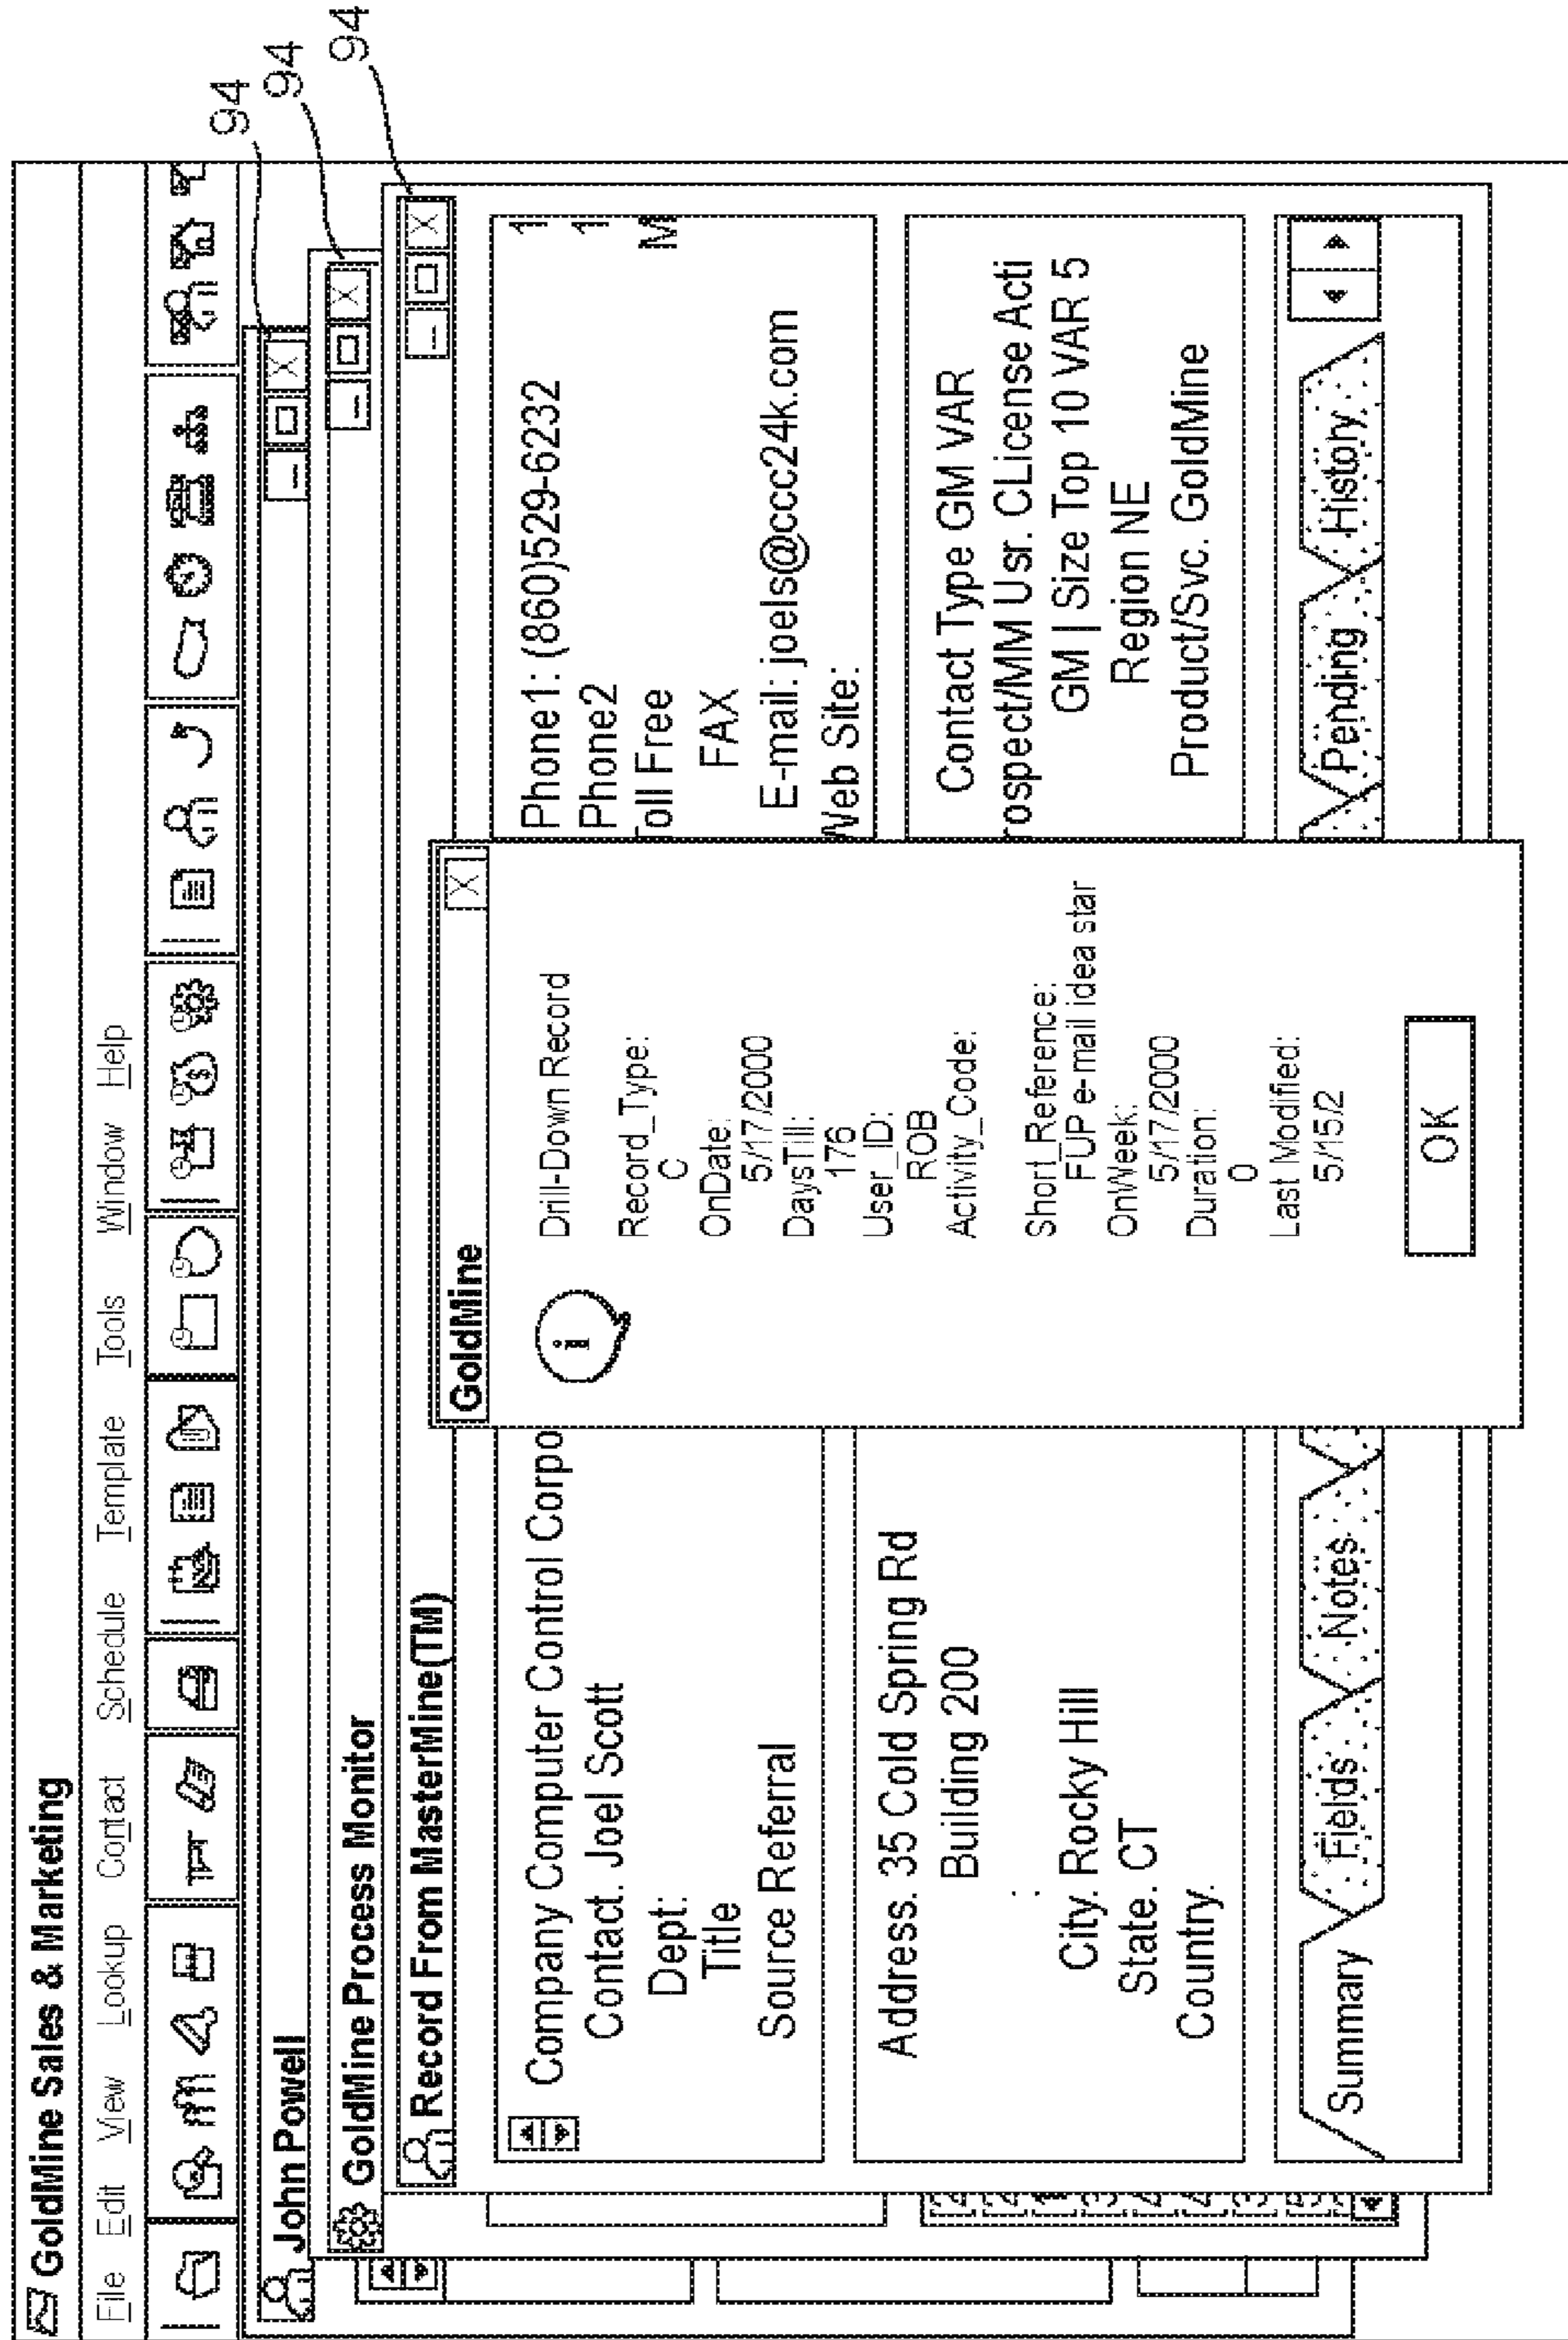 GoldMine Sales & Marketing
File Edit View Lookup Contact Schedule Template Tools Window Help
John Powell
94
GoldMine Process Monitor
94
Record From MasterMine(TM)
94
Company Computer Control Corpo
Contact. Joel Scott
Dept:
Title
Source Referral
Phone1: (860)529-6232
1
Phone2
1
Toll Free
M
FAX
E-mail: joels@ccc24k.com
Web Site:
Address. 35 Cold Spring Rd
Building 200
City. Rocky Hill
State. CT
Country.
Contact Type GM VAR
rospect/MM Usr. CLicense Acti
GM | Size Top 10 VAR 5
Region NE
Product/Svc. GoldMine
GoldMine
i
Drill-Down Record
Record_Type:
C
OnDate:
5/17/2000
DaysTill:
176
User_ID:
ROB
Activity_Code:
Short_Reference:
FUP e-mail idea star
OnWeek:
5/17/2000
Duration:
0
Last Modified:
5/15/2
OK
Summary Fields Notes Pending History